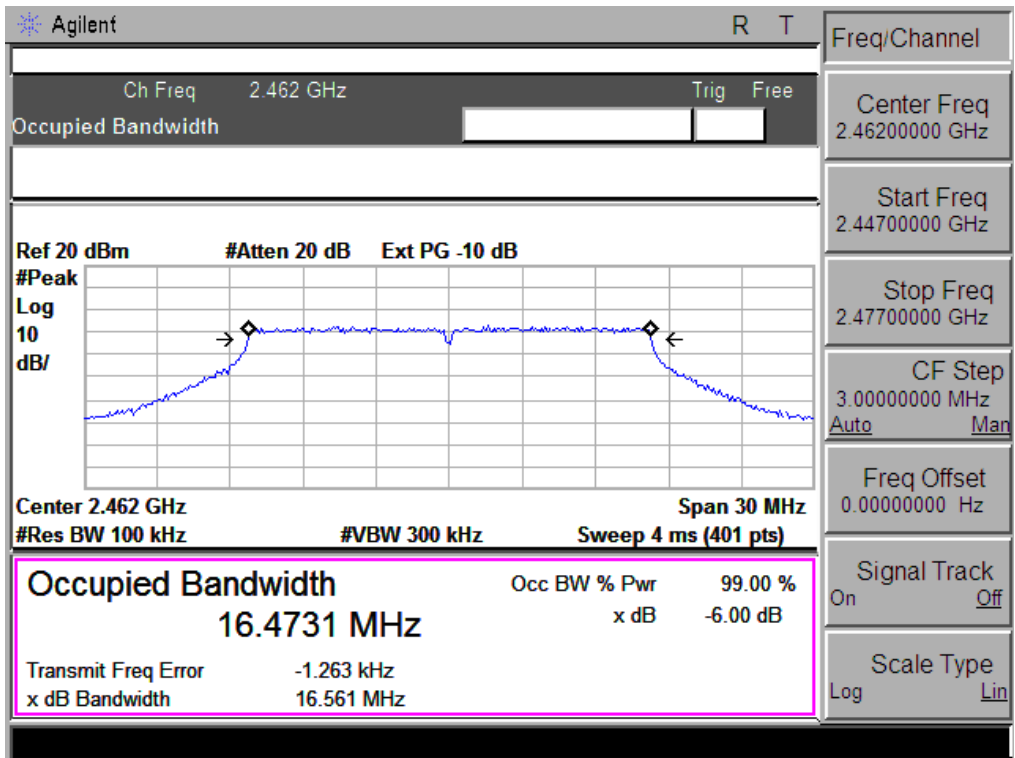 Agilent R T
Ch Freq 2.462 GHz Trig Free
Occupied Bandwidth
Ref 20 dBm #Atten 20 dB Ext PG -10 dB
#Peak
Log
10
dB/
Center 2.462 GHz Span 30 MHz
#Res BW 100 kHz #VBW 300 kHz Sweep 4 ms (401 pts)
Occupied Bandwidth Occ BW % Pwr 99.00 %
16.4731 MHz x dB -6.00 dB
Transmit Freq Error -1.263 kHz
x dB Bandwidth 16.561 MHz
Freq/Channel
Center Freq
2.46200000 GHz
Start Freq
2.44700000 GHz
Stop Freq
2.47700000 GHz
CF Step
3.00000000 MHz
Auto Man
Freq Offset
0.00000000 Hz
Signal Track
On Off
Scale Type
Log Lin